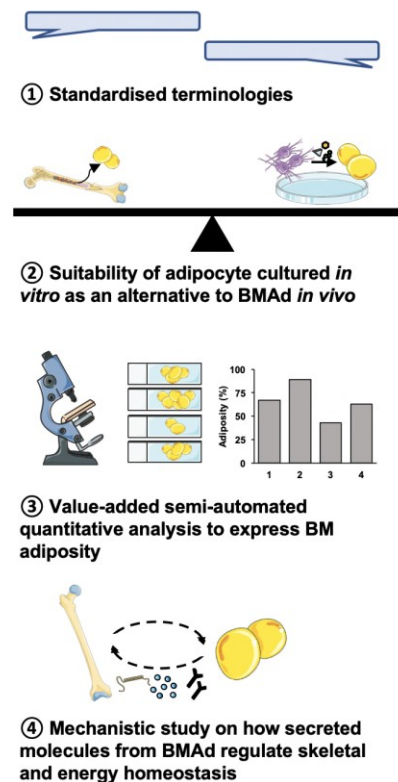 ① Standardised terminologies
② Suitability of adipocyte cultured in
vitro as an alternative to BMAd in vivo
Adiposity (%)
100
75
50
25
0
1 2 3 4
③ Value-added semi-automated
quantitative analysis to express BM
adiposity
④ Mechanistic study on how secreted
molecules from BMAd regulate skeletal
and energy homeostasis